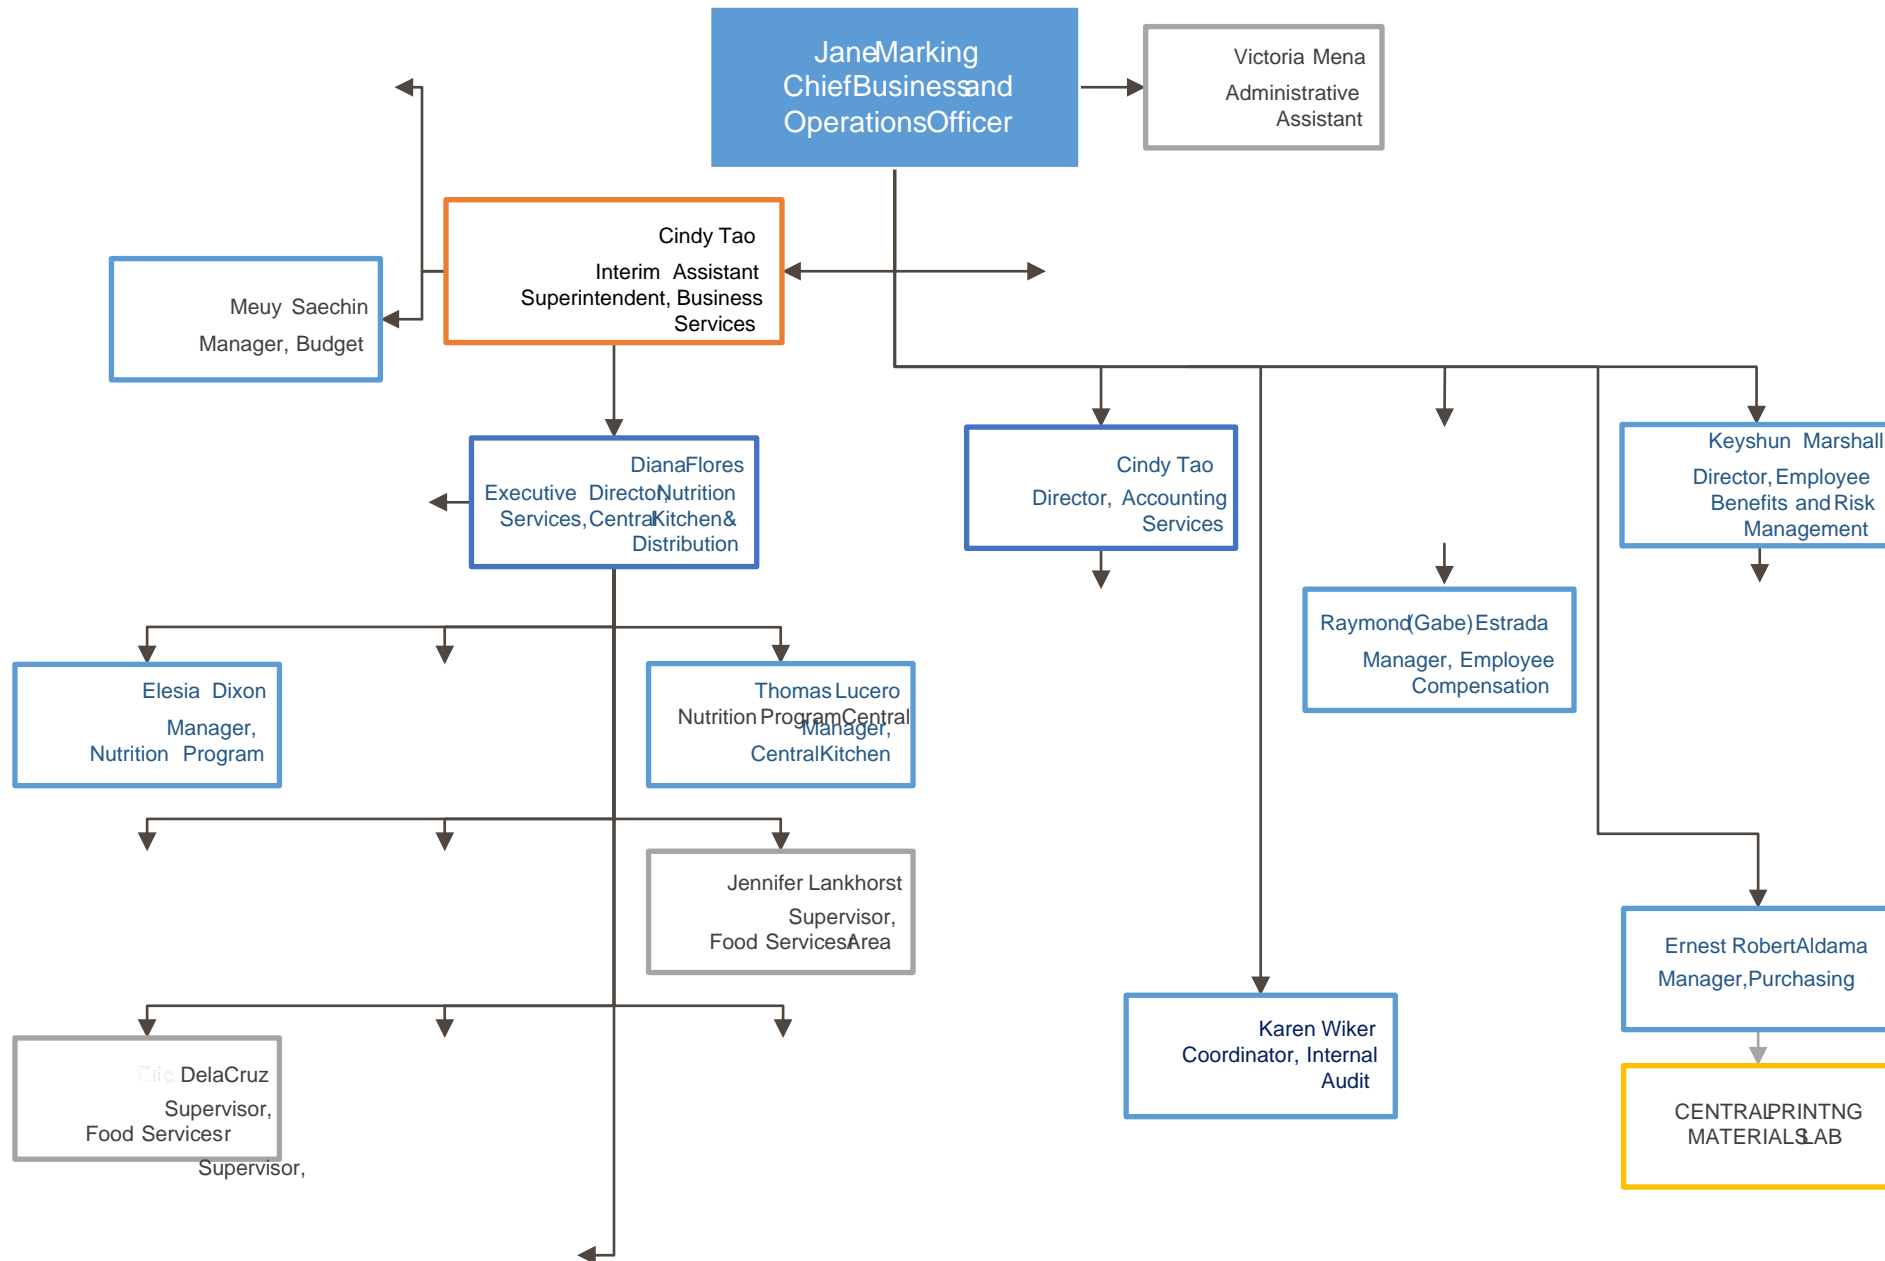 Jane Marking
Chief Business and
Operations Officer
Victoria Mena
Administrative
Assistant
Cindy Tao
Interim Assistant
Superintendent, Business
Services
Meuy Saechin
Manager, Budget
Diana Flores
Executive Director, Nutrition
Services, Central Kitchen &
Distribution
Cindy Tao
Director, Accounting
Services
Keyshun Marshall
Director, Employee
Benefits and Risk
Management
Raymond (Gabe) Estrada
Manager, Employee
Compensation
Elesia Dixon
Manager,
Nutrition Program
Thomas Lucero
Nutrition Program Central
Manager,
Central Kitchen
Jennifer Lankhorst
Supervisor,
Food Services Area
Ernest Robert Aldama
Manager, Purchasing
Karen Wiker
Coordinator, Internal
Audit
Eric Dela Cruz
Supervisor,
Food Services r
Supervisor,
CENTRAL PRINTNG
MATERIALS LAB